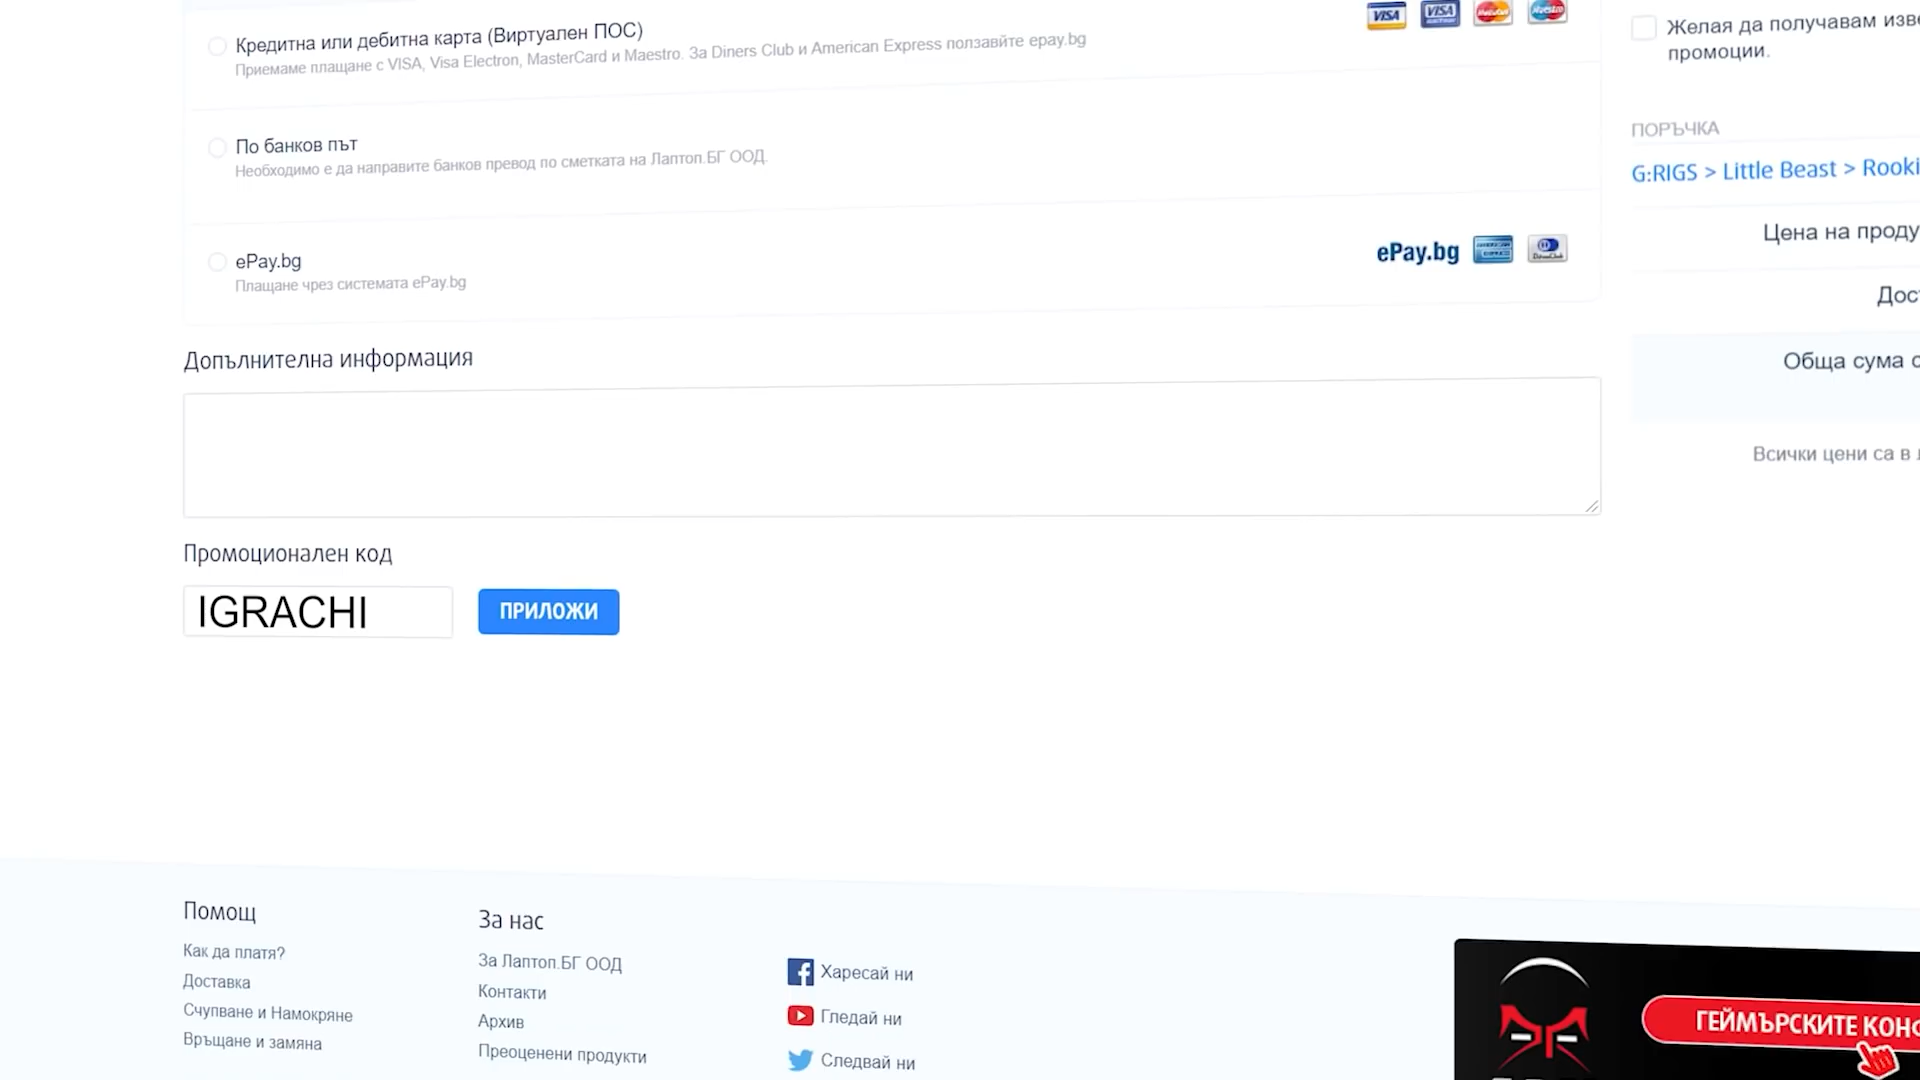 Кредитна или дебитна карта (Виртуален ПОС)
Приемаме плащане с VISA, Visa Electron, MasterCard и Maestro. За Diners Club и American Express ползвайте epay.bg
VISA
VISA
MasterCard
Maestro
По банков път
Необходимо е да направите банков превод по сметката на Лаптоп.БГ ООД.
ePay.bg
Плащане чрез системата ePay.bg
ePay.bg
Допълнителна информация
Промоционален код
IGRACHI
ПРИЛОЖИ
Желая да получавам изве
промоции.
ПОРЪЧКА
G:RIGS > Little Beast > Rooki
Цена на проду
Дос
Обща сума с
Всички цени са в
Помощ
Как да платя?
Доставка
Счупване и Намокряне
Връщане и замяна
За нас
За Лаптоп.БГ ООД
Контакти
Архив
Преоценени продукти
Харесай ни
Гледай ни
Следвай ни
ГЕЙМЪРСКИТЕ КОНФ